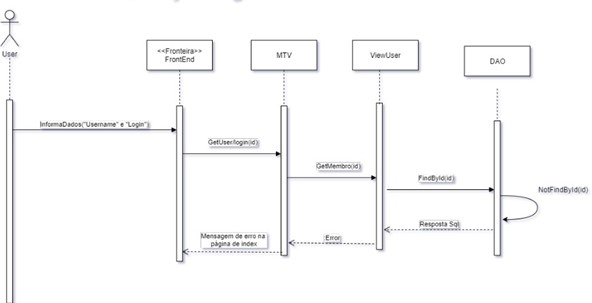 User
<<Fronteira>>
FrontEnd
MTV
ViewUser
DAO
InformaDados("Username" e "Login")
GetUser/login(id)
GetMembro(id)
FindById(id)
NotFindById(id)
Resposta Sql
Error
Mensagem de erro na
página de index